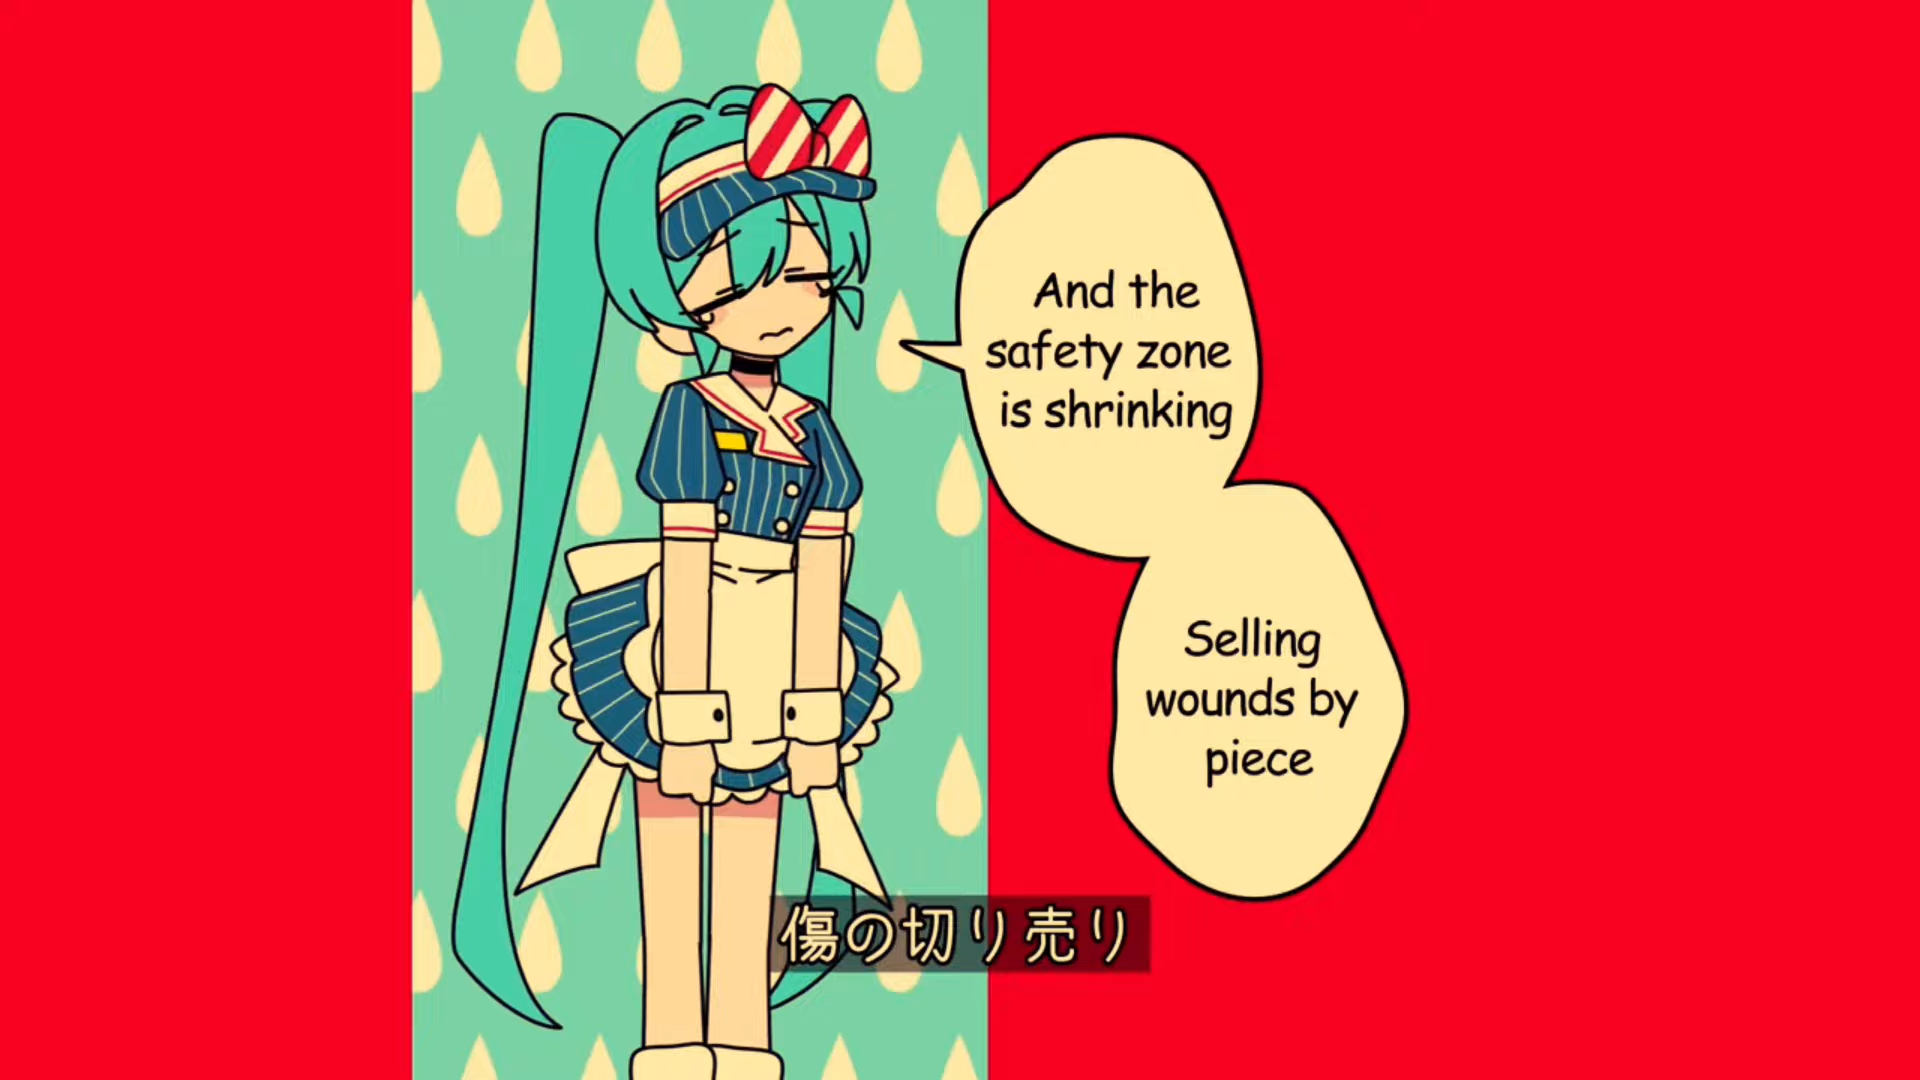 And the
safety zone
is shrinking
Selling
wounds by
piece
傷の切り売り